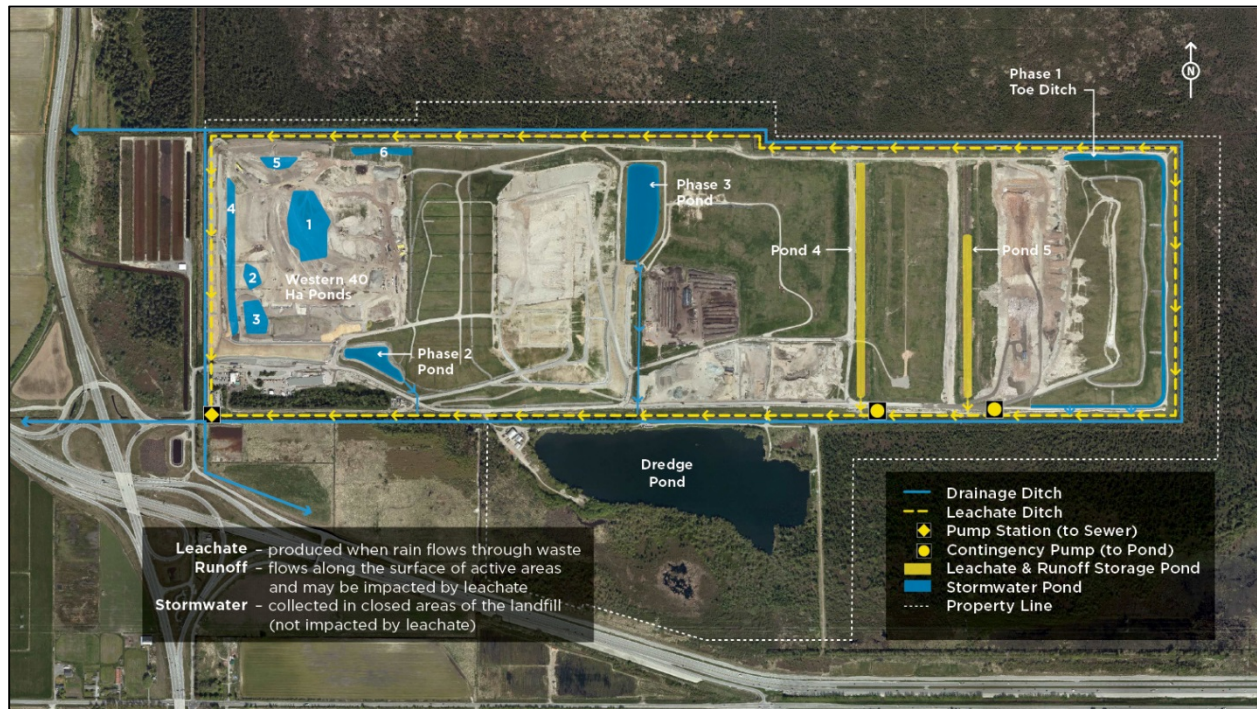 N
Phase 1
Toe Ditch
5
6
4
1
Phase 3
Pond
Pond 4
Pond 5
2
Western 40
Ha Ponds
3
Phase 2
Pond
Dredge
Pond
Leachate – produced when rain flows through waste
Runoff – flows along the surface of active areas
and may be impacted by leachate
Stormwater – collected in closed areas of the landfill
(not impacted by leachate)
Drainage Ditch
Leachate Ditch
Pump Station (to Sewer)
Contingency Pump (to Pond)
Leachate & Runoff Storage Pond
Stormwater Pond
Property Line